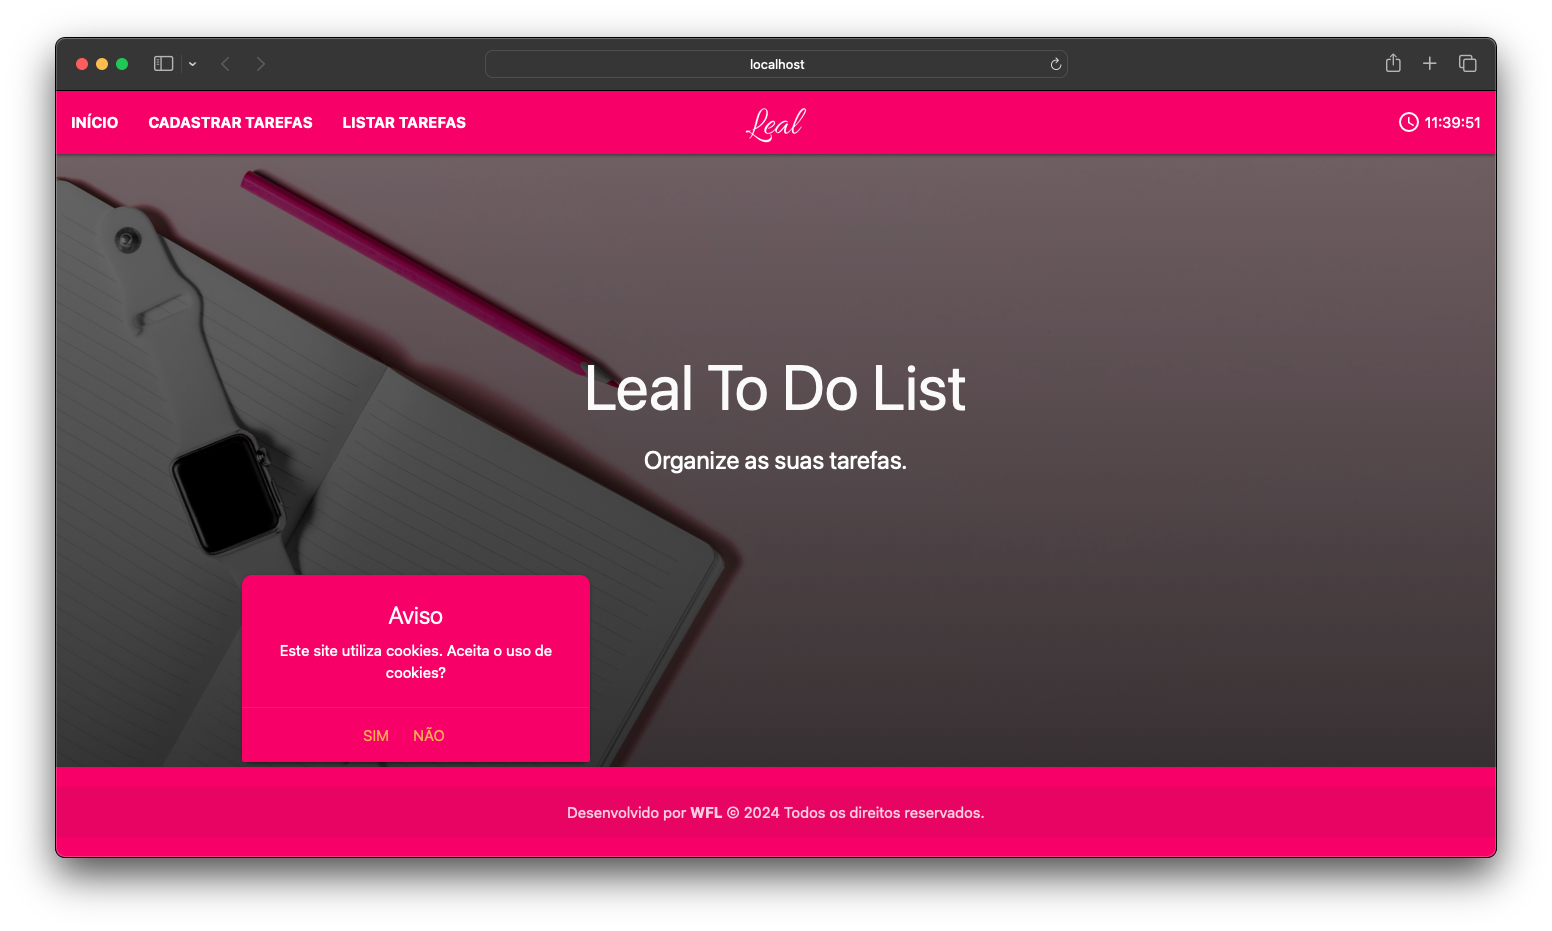 localhost
INÍCIO CADASTRAR TAREFAS LISTAR TAREFAS Leal 11:39:51
Leal To Do List
Organize as suas tarefas.
Aviso
Este site utiliza cookies. Aceita o uso de
cookies?
SIM NÃO
Desenvolvido por WFL © 2024 Todos os direitos reservados.